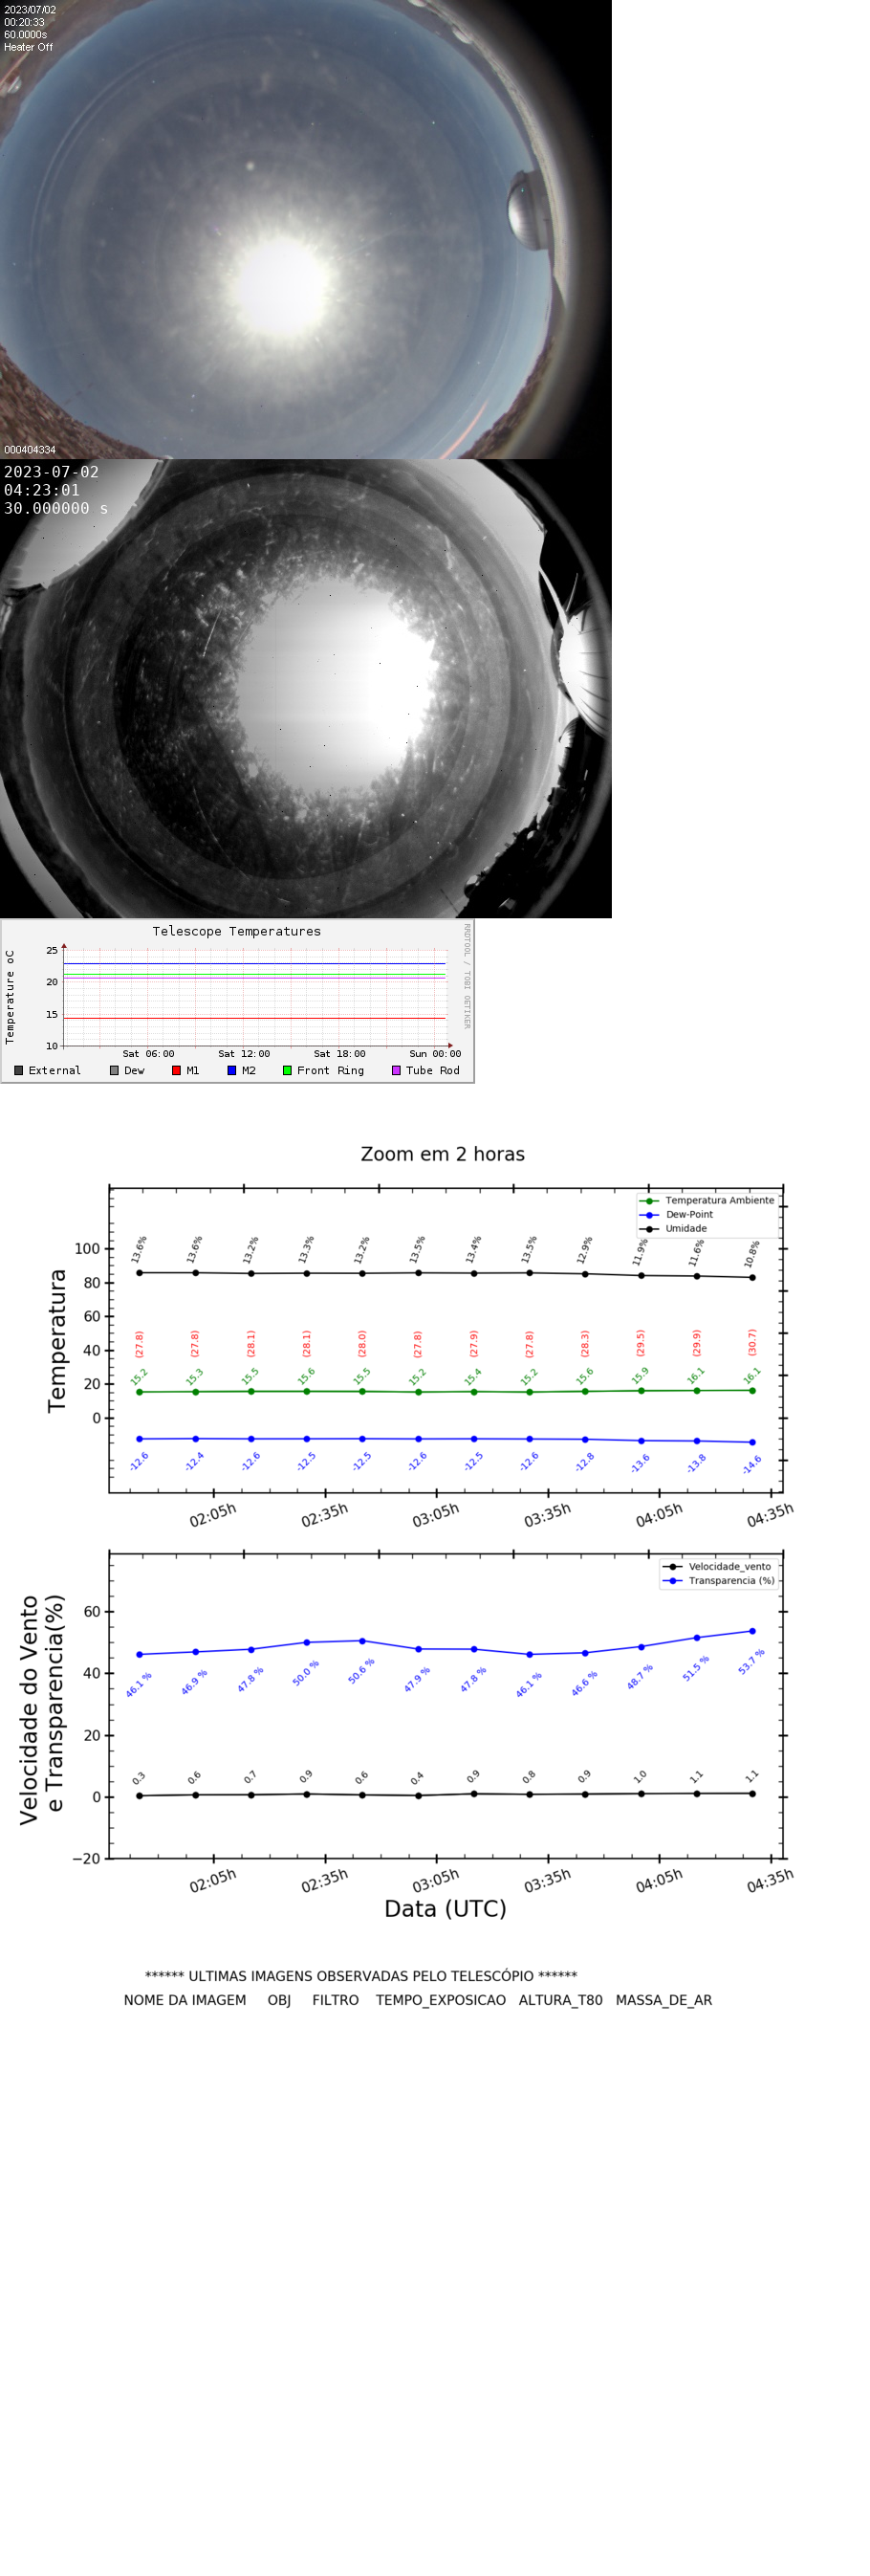 2023/07/02
00:20:33
60.0000s
Heater Off
000404334
2023-07-02
04:23:01
30.000000 s
Telescope Temperatures
RRDTOOL / TOBI OETIKER
Temperature oC
25
20
15
10
Sat 06:00 Sat 12:00 Sat 18:00 Sun 00:00
External Dew M1 M2 Front Ring Tube Rod
Zoom em 2 horas
Temperatura Ambiente
Dew-Point
Umidade
Temperatura
100
80
60
40
20
0
13.6% 13.6% 13.2% 13.3% 13.2% 13.5% 13.4% 13.5% 12.9% 11.9% 11.6% 10.8%
(27.8) (27.8) (28.1) (28.1) (28.0) (27.8) (27.9) (27.8) (28.3) (29.5) (29.9) (30.7)
15.2 15.3 15.5 15.6 15.5 15.2 15.4 15.2 15.6 15.9 16.1 16.1
-12.6 -12.4 -12.6 -12.5 -12.5 -12.6 -12.5 -12.6 -12.8 -13.6 -13.8 -14.6
02:05h 02:35h 03:05h 03:35h 04:05h 04:35h
Velocidade_vento
Transparencia (%)
Velocidade do Vento
e Transparencia(%)
60
40
20
0
−20
46.1 % 46.9 % 47.8 % 50.0 % 50.6 % 47.9 % 47.8 % 46.1 % 46.6 % 48.7 % 51.5 % 53.7 %
0.3 0.6 0.7 0.9 0.6 0.4 0.9 0.8 0.9 1.0 1.1 1.1
02:05h 02:35h 03:05h 03:35h 04:05h 04:35h
Data (UTC)
****** ULTIMAS IMAGENS OBSERVADAS PELO TELESCÓPIO ******
NOME DA IMAGEM OBJ FILTRO TEMPO_EXPOSICAO ALTURA_T80 MASSA_DE_AR